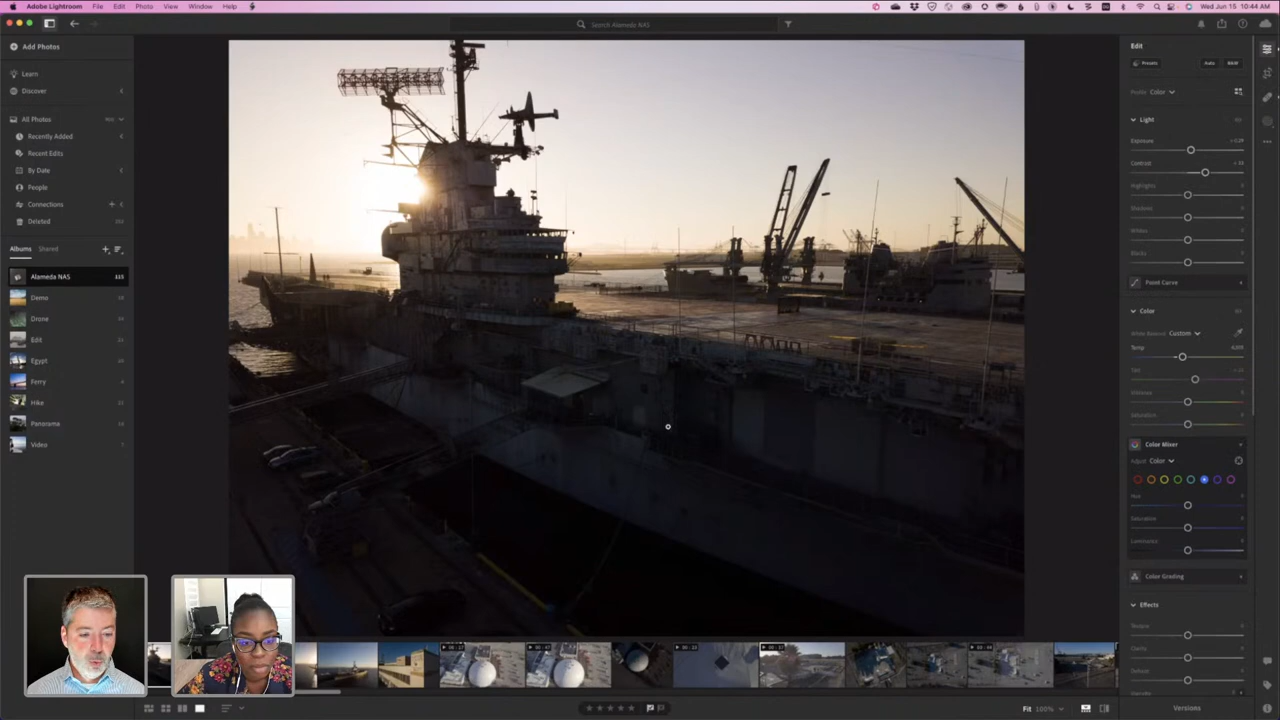 Adobe Lightroom File Edit Photo View Window Help
Wed Jun 15 10:44 AM
Search Alameda NAS
Add Photos
Learn
Discover
All Photos
Recently Added
Recent Edits
By Date
People
Connections
Deleted
Albums Shared
Alameda NAS 115
Demo
Drone
Edit
Egypt
Ferry
Hike
Panorama
Video
Edit
Presets Auto B&W
Profile Color
Light
Exposure
Contrast
Highlights
Shadows
Whites
Blacks
Point Curve
Color
White Balance Custom
Temp
Tint
Vibrance
Saturation
Color Mixer
Adjust Color
Hue
Saturation
Luminance
Color Grading
Effects
Texture
Clarity
Dehaze
Fit 100%
Versions